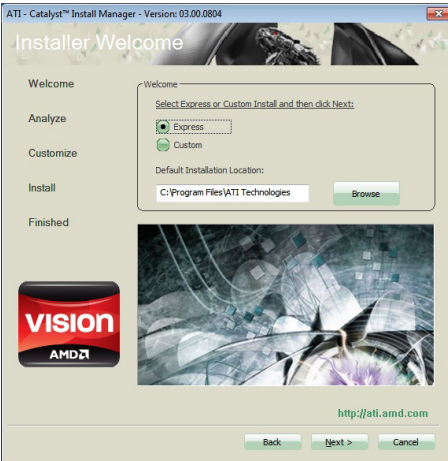 ATI - Catalyst™ Install Manager - Version: 03.00.0804
Installer Welcome
Welcome
Analyze
Customize
Install
Finished
Welcome
Select Express or Custom Install and then click Next:
Express
Custom
Default Installation Location:
C:\Program Files\ATI Technologies
Browse
VISION
AMD
http://ati.amd.com
Back
Next >
Cancel